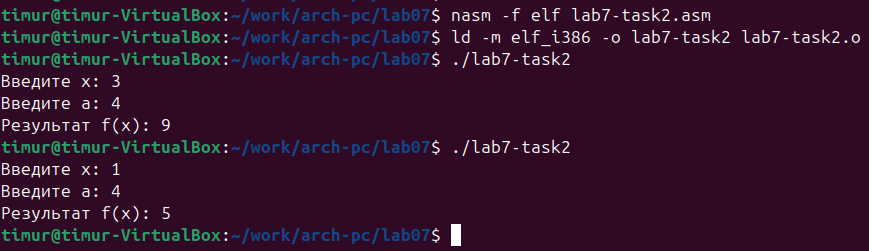 timur@timur-VirtualBox:~/work/arch-pc/lab07$ nasm -f elf lab7-task2.asm
timur@timur-VirtualBox:~/work/arch-pc/lab07$ ld -m elf_i386 -o lab7-task2 lab7-task2.o
timur@timur-VirtualBox:~/work/arch-pc/lab07$ ./lab7-task2
Введите x: 3
Введите a: 4
Результат f(x): 9
timur@timur-VirtualBox:~/work/arch-pc/lab07$ ./lab7-task2
Введите x: 1
Введите a: 4
Результат f(x): 5
timur@timur-VirtualBox:~/work/arch-pc/lab07$